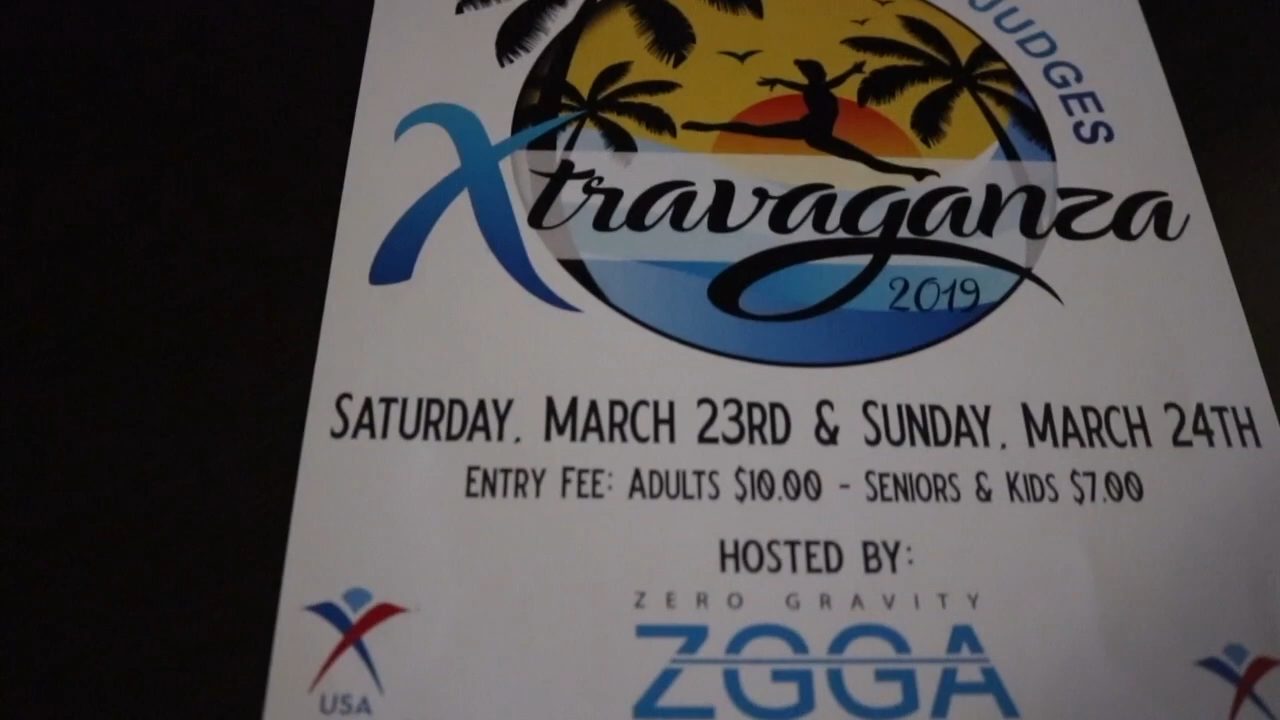 JUDGES
Xtravaganza
2019
SATURDAY, MARCH 23RD & SUNDAY, MARCH 24TH
ENTRY FEE: ADULTS $10.00 - SENIORS & KIDS $7.00
HOSTED BY:
ZERO GRAVITY
ZGGA
USA